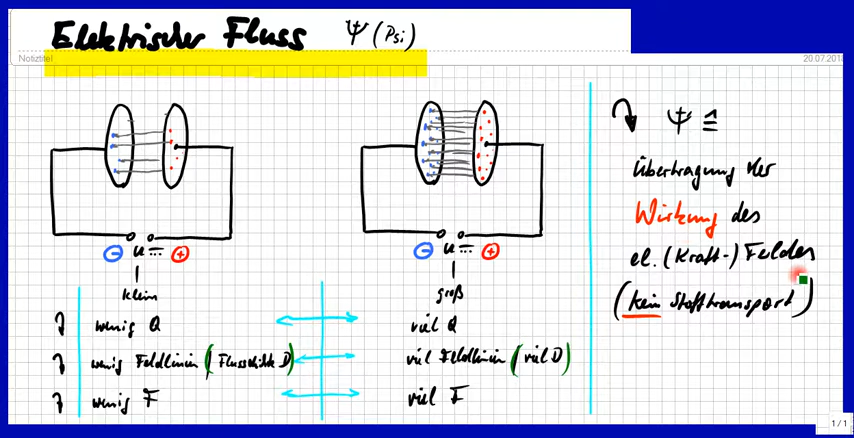 Elektrischer Fluss Ψ (Psi)
Notiztitel
20.07.201
- u +
klein
- u +
groß
wenig Q
viel Q
wenig Feldlinien (Flussdichte D)
viel Feldlinien (viel D)
wenig F
viel F
Ψ ≙
Übertragung der
Wirkung des
el. (Kraft-) Feldes
(kein Stofftransport)
1 / 1